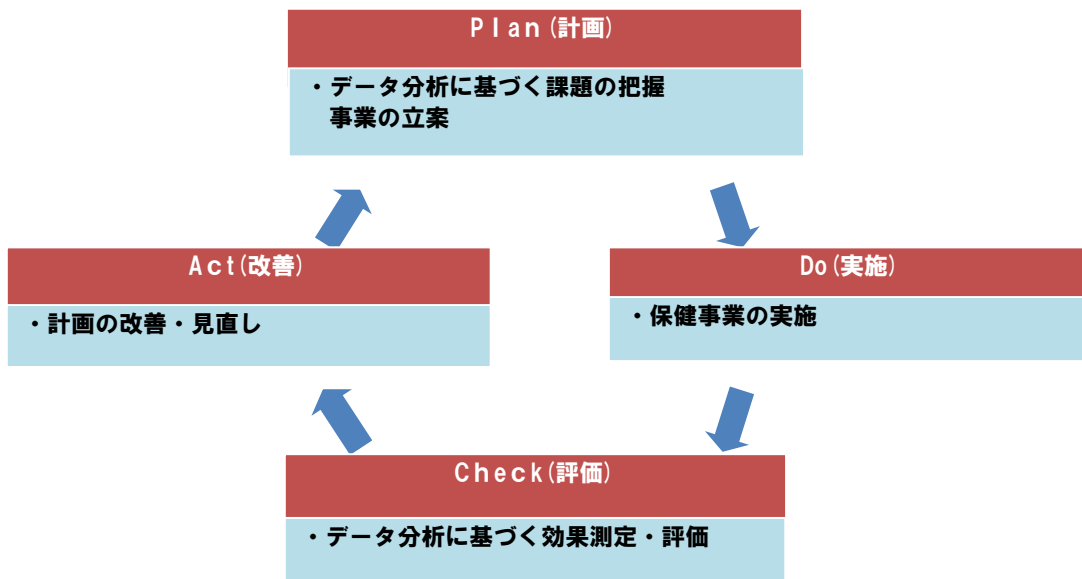 Plan(計画)
・データ分析に基づく課題の把握
事業の立案
Act(改善)
・計画の改善・見直し
Do(実施)
・保健事業の実施
Check(評価)
・データ分析に基づく効果測定・評価